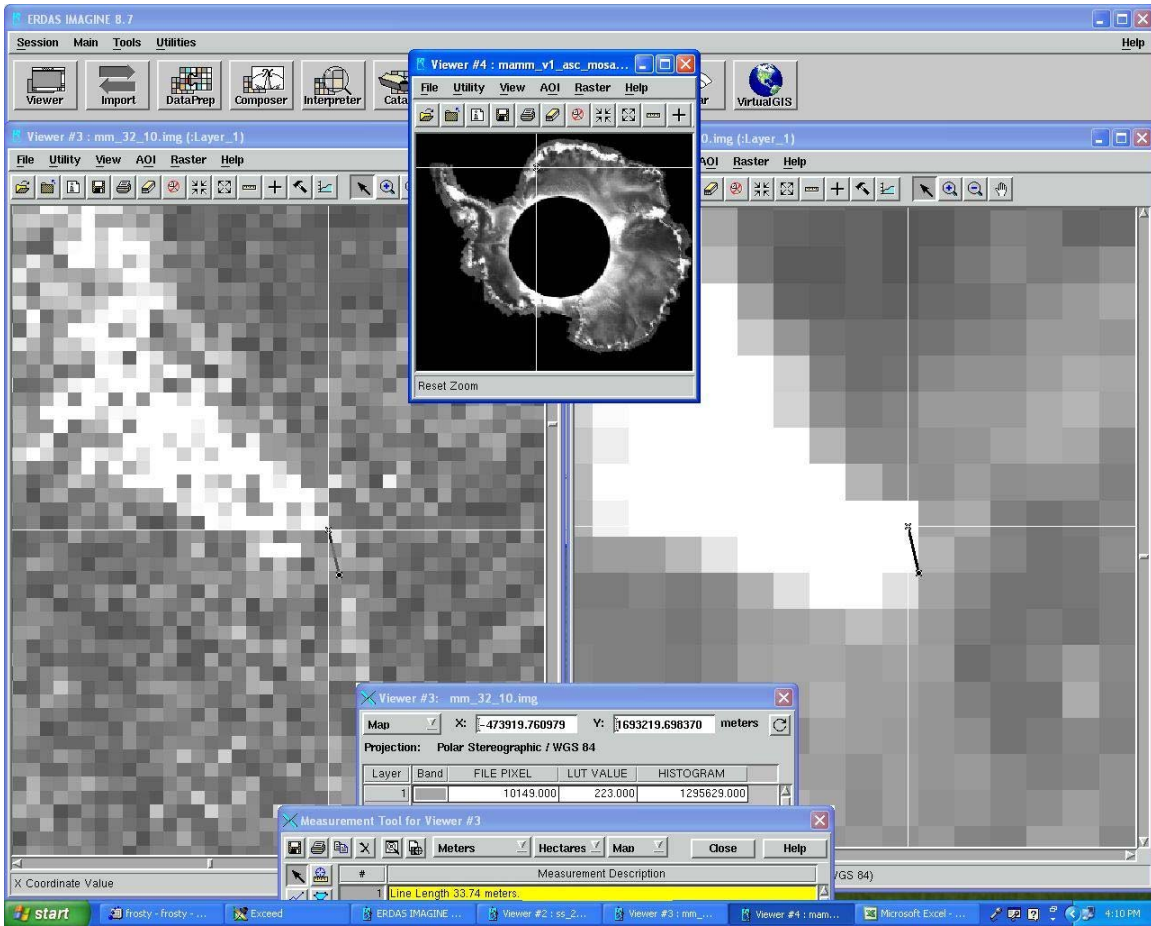 ERDAS IMAGINE 8.7
Session Main Tools Utilities Help
Viewer Import DataPrep Composer Interpreter Cata VirtualGIS
Viewer #4 : mamm_v1_asc_mosa...
File Utility View AOI Raster Help
Reset Zoom
Viewer #3 : mm_32_10.img (:Layer_1)
File Utility View AOI Raster Help
X Coordinate Value
0.img (:Layer_1)
AOI Raster Help
/GS 84)
Viewer #3: mm_32_10.img
Map X: -473919.760979 Y: 1693219.698370 meters
Projection: Polar Stereographic / WGS 84
Layer Band FILE PIXEL LUT VALUE HISTOGRAM
1 10149.000 223.000 1295629.000
Measurement Tool for Viewer #3
Meters Hectares Map Close Help
# Measurement Description
1 Line Length 33.74 meters.
start frosty - frosty - ... Exceed ERDAS IMAGINE ... Viewer #2 : ss_2... Viewer #3 : mm_... Viewer #4 : mam... Microsoft Excel - ... 4:10 PM